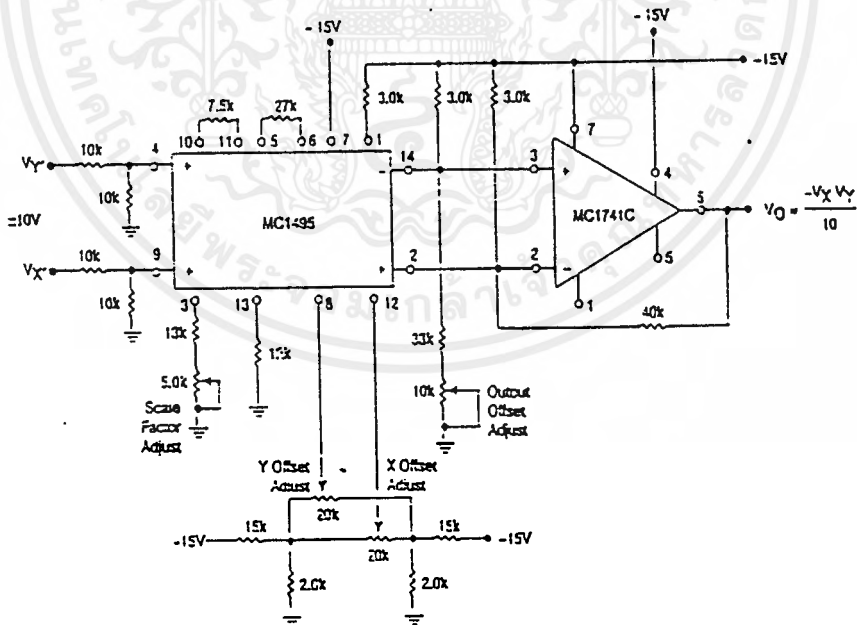 -15V
-15V
-15V
7.5k
27k
3.0k
3.0k
3.0k
10 11 5 6 7 1
7
4
VY
10k
4
+
-
14
3
+
10k
MC1495
MC1741C
5
VO = -VX VY / 10
=10V
VX
10k
9
+
+
2
2
-
5
10k
3
13
8
12
1
40k
13k
33k
5.0k
10k
Scale
Factor
Adjust
Output
Offset
Adjust
Y Offset
Adjust
X Offset
Adjust
20k
-15V
15k
20k
15k
-15V
2.0k
2.0k